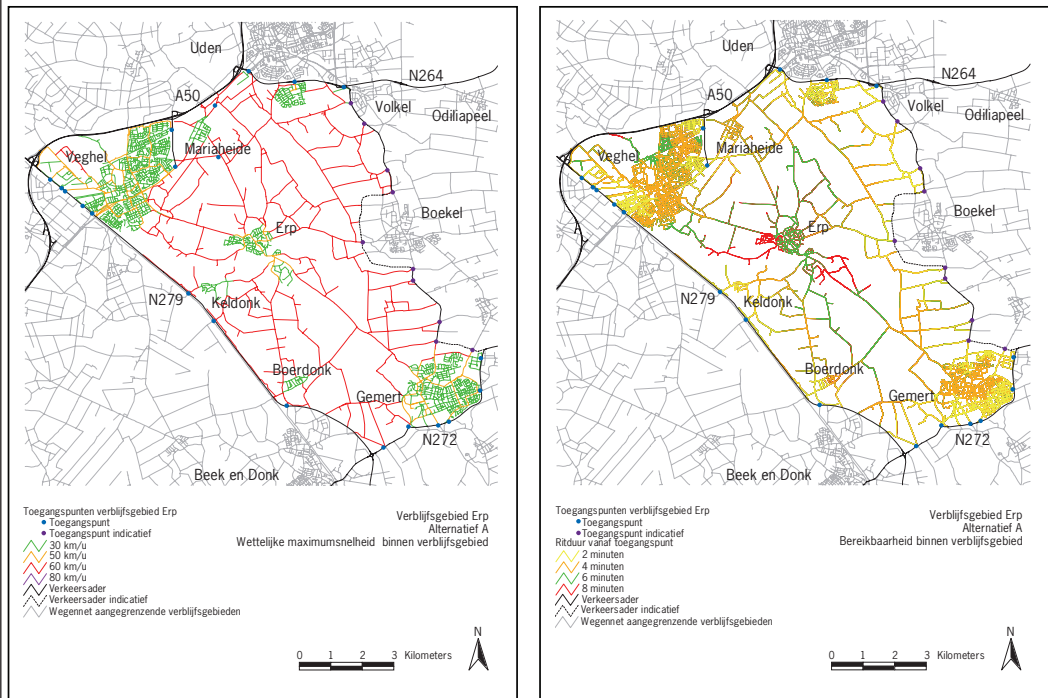 Uden
N264
A50
Volkel
Odiliapeel
Veghel
Mariaheide
Boekel
Erp
N279
Keldonk
Boerdonk
Gemert
N272
Beek en Donk
Toegangspunten verblijfsgebied Erp
Toegangspunt
Toegangspunt indicatief
30 km/u
50 km/u
60 km/u
80 km/u
Verkeersader
Verkeersader indicatief
Wegennet aangegrenzende verblijfsgebieden
Verblijfsgebied Erp
Alternatief A
Wettelijke maximumsnelheid binnen verblijfsgebied
N
0 1 2 3 Kilometers
Uden
N264
A50
Volkel
Odiliapeel
Veghel
Mariaheide
Boekel
Erp
N279
Keldonk
Boerdonk
Gemert
N272
Beek en Donk
Toegangspunten verblijfsgebied Erp
Toegangspunt
Toegangspunt indicatief
Ritduur vanaf toegangspunt
2 minuten
4 minuten
6 minuten
8 minuten
Verkeersader
Verkeersader indicatief
Wegennet aangegrenzende verblijfsgebieden
Verblijfsgebied Erp
Alternatief A
Bereikbaarheid binnen verblijfsgebied
N
0 1 2 3 Kilometers